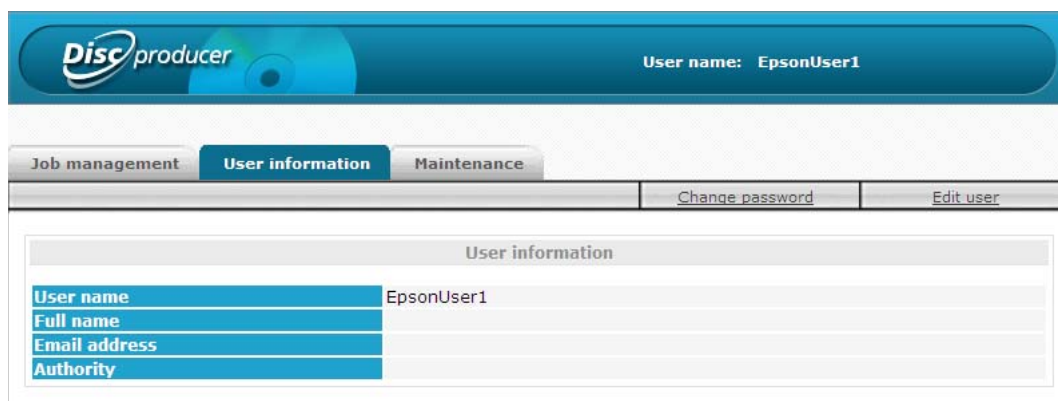 Disc producer
User name: EpsonUser1
Job management User information Maintenance
Change password Edit user
User information
User name EpsonUser1
Full name
Email address
Authority